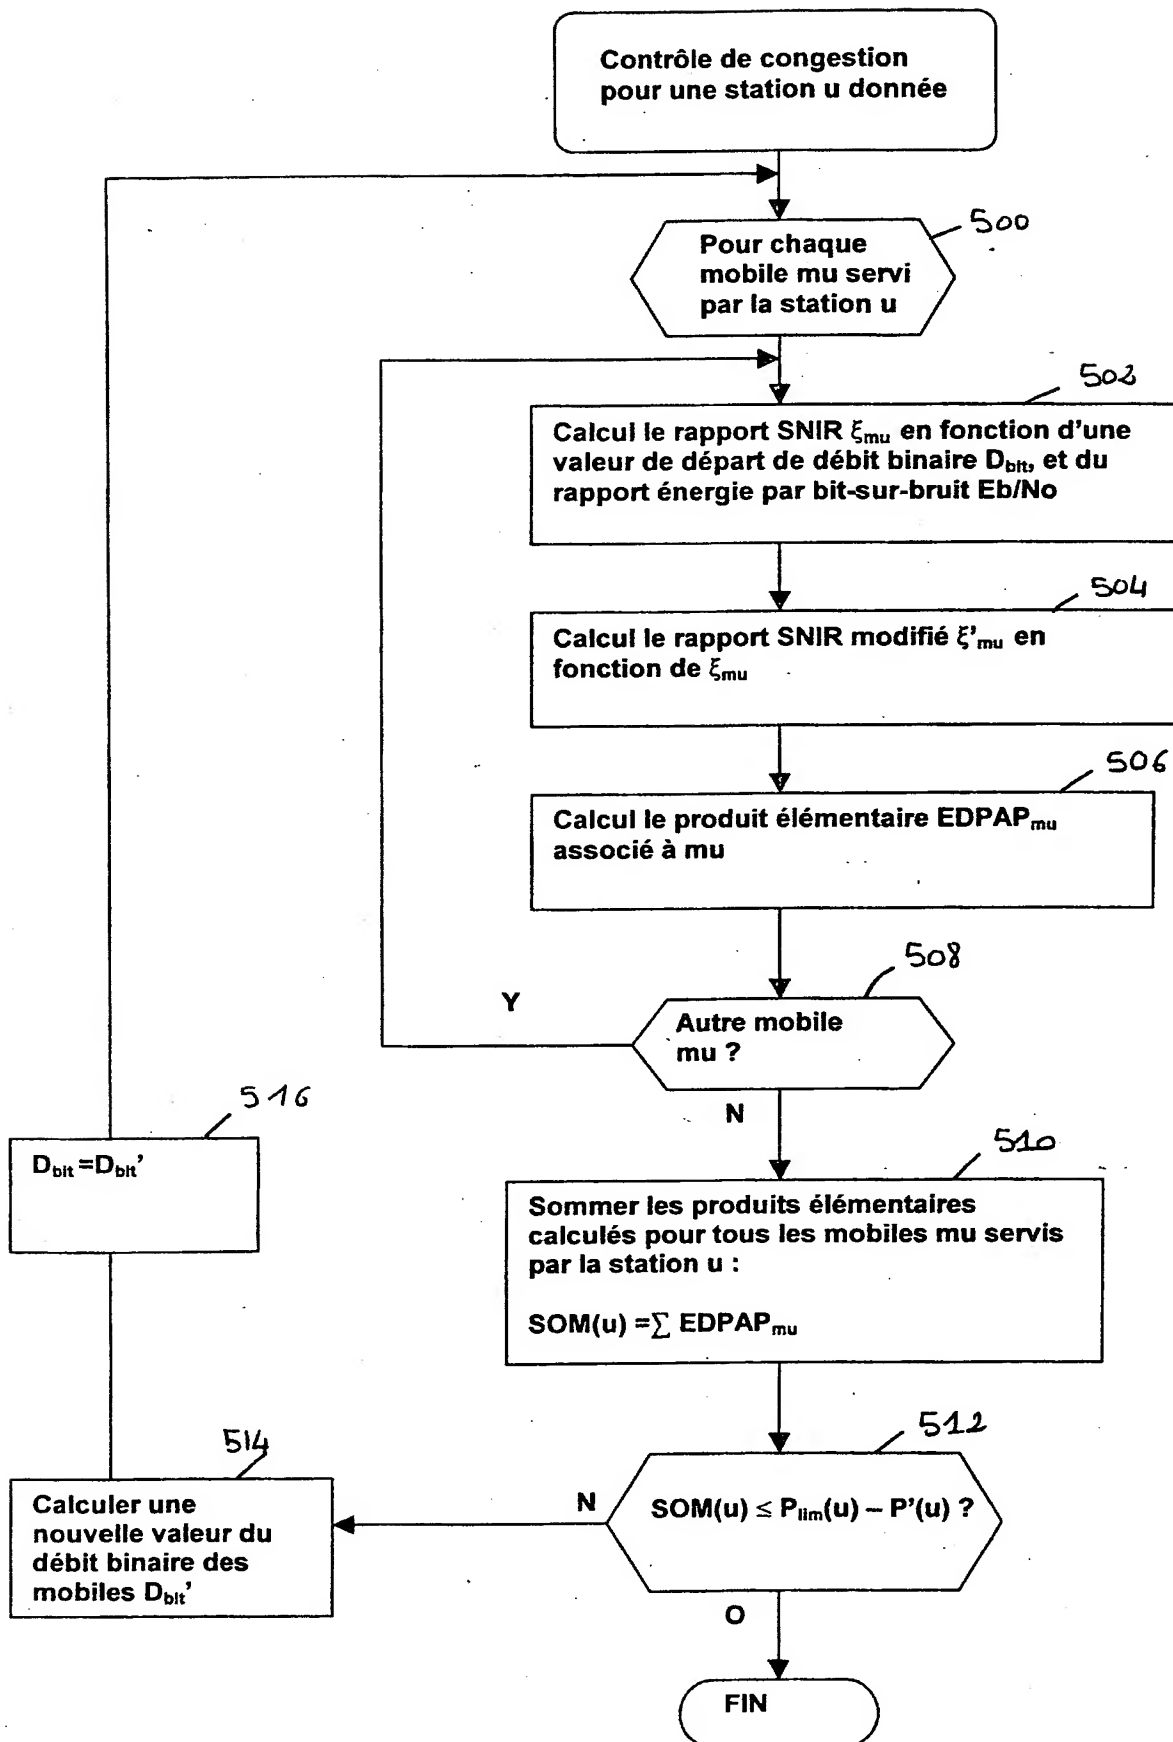 Contrôle de congestion
pour une station u donnée
500
Pour chaque
mobile mu servi
par la station u
502
Calcul le rapport SNIR ξmu en fonction d'une
valeur de départ de débit binaire Dbit, et du
rapport énergie par bit-sur-bruit Eb/No
504
Calcul le rapport SNIR modifié ξ'mu en
fonction de ξmu
506
Calcul le produit élémentaire EDPAPmu
associé à mu
508
Y
Autre mobile
mu ?
N
516
Dbit=Dbit'
510
Sommer les produits élémentaires
calculés pour tous les mobiles mu servis
par la station u :
SOM(u) =∑ EDPAPmu
512
514
N
SOM(u) ≤ Plim(u) – P'(u) ?
Calculer une
nouvelle valeur du
débit binaire des
mobiles Dbit'
O
FIN